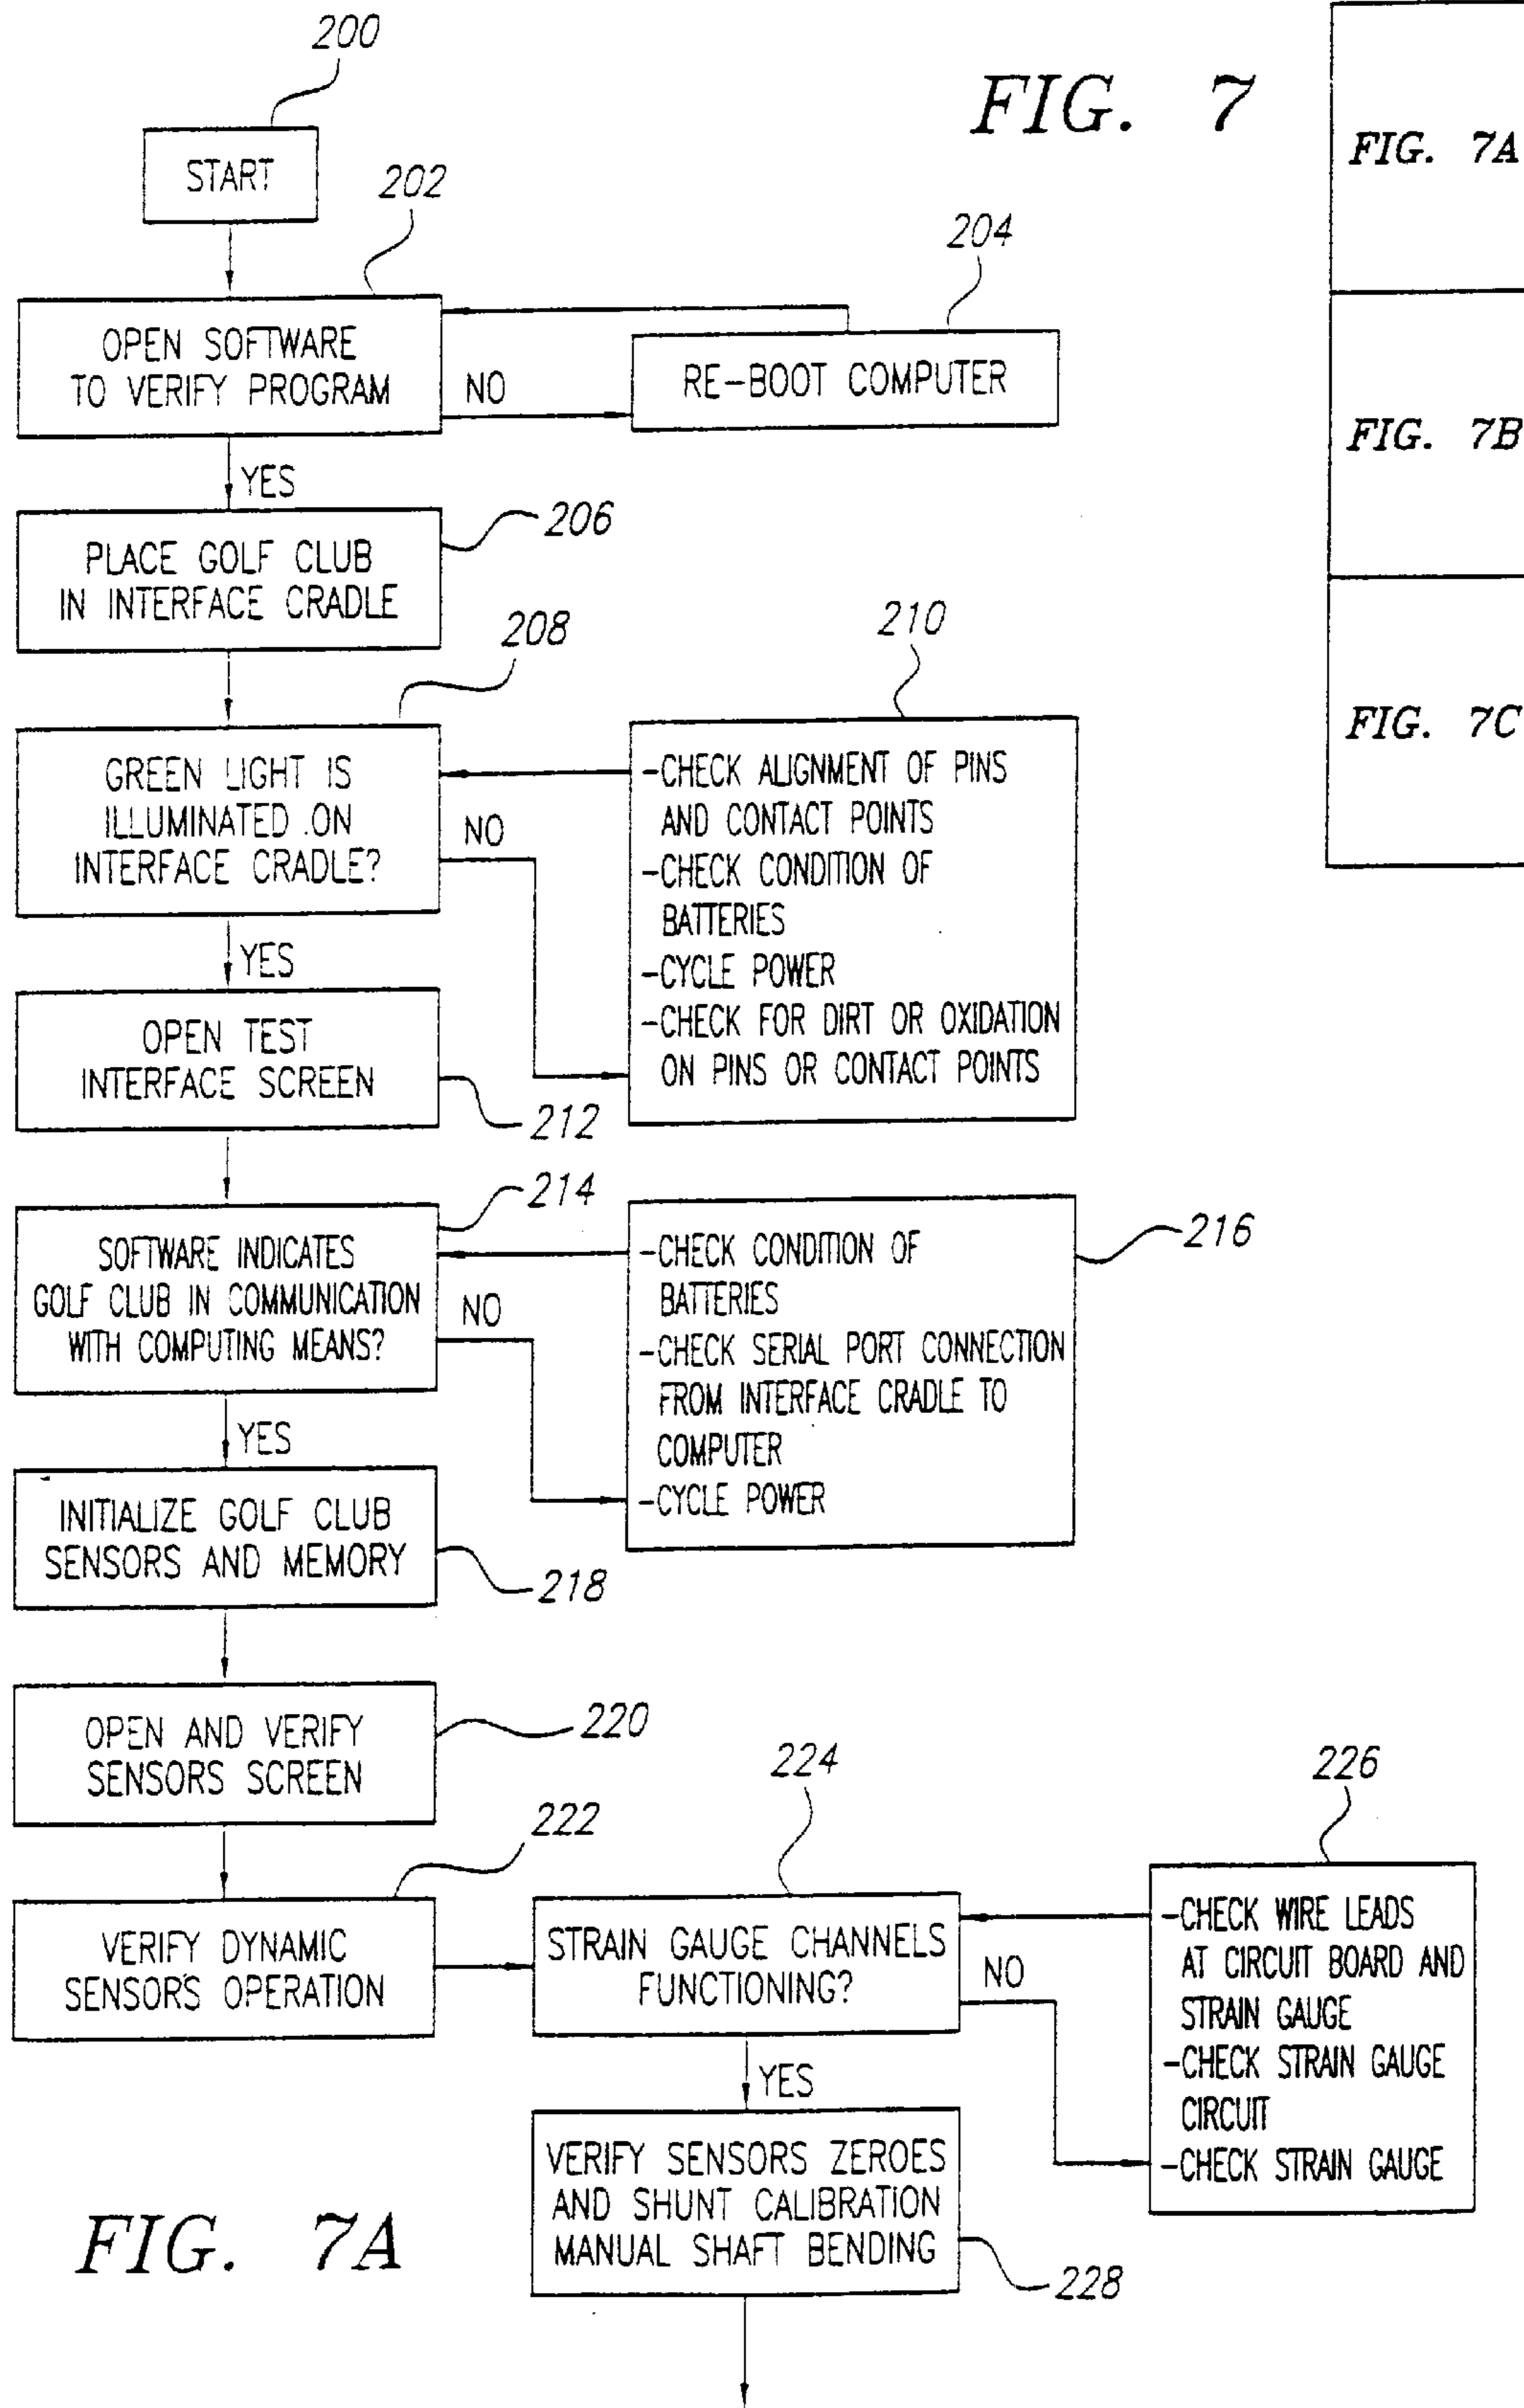 200
FIG. 7
FIG. 7A
FIG. 7B
FIG. 7C
START
202
204
OPEN SOFTWARE
TO VERIFY PROGRAM
NO
RE-BOOT COMPUTER
YES
206
PLACE GOLF CLUB
IN INTERFACE CRADLE
208
210
GREEN LIGHT IS
ILLUMINATED .ON
INTERFACE CRADLE?
NO
-CHECK ALIGNMENT OF PINS
AND CONTACT POINTS
-CHECK CONDITION OF
BATTERIES
-CYCLE POWER
-CHECK FOR DIRT OR OXIDATION
ON PINS OR CONTACT POINTS
YES
OPEN TEST
INTERFACE SCREEN
212
214
216
SOFTWARE INDICATES
GOLF CLUB IN COMMUNICATION
WITH COMPUTING MEANS?
NO
-CHECK CONDITION OF
BATTERIES
-CHECK SERIAL PORT CONNECTION
FROM INTERFACE CRADLE TO
COMPUTER
-CYCLE POWER
YES
INITIALIZE GOLF CLUB
SENSORS AND MEMORY
218
OPEN AND VERIFY
SENSORS SCREEN
220
222
224
226
VERIFY DYNAMIC
SENSOR'S OPERATION
STRAIN GAUGE CHANNELS
FUNCTIONING?
NO
-CHECK WIRE LEADS
AT CIRCUIT BOARD AND
STRAIN GAUGE
-CHECK STRAIN GAUGE
CIRCUIT
-CHECK STRAIN GAUGE
YES
VERIFY SENSORS ZEROES
AND SHUNT CALIBRATION
MANUAL SHAFT BENDING
228
FIG. 7A